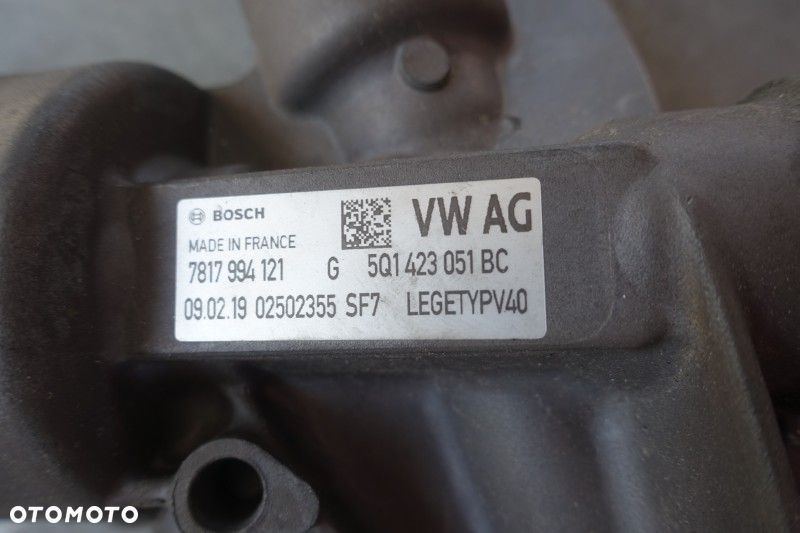 BOSCH
VW AG
MADE IN FRANCE
7817 994 121 G 5Q1 423 051 BC
09.02.19 02502355 SF7 LEGETYPV40
OTOMOTO